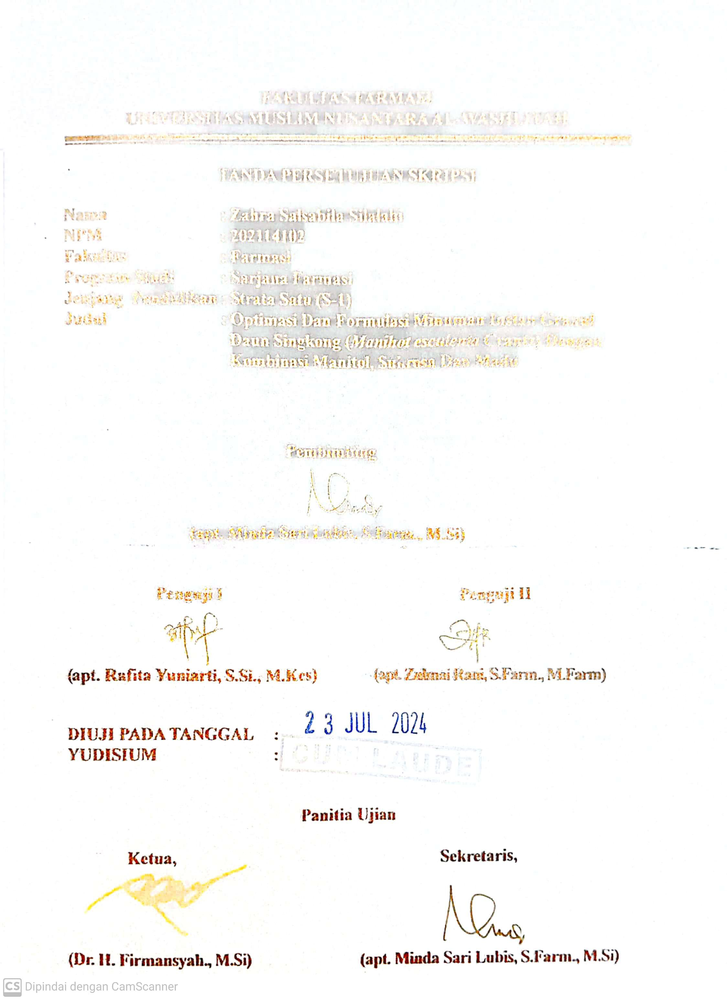 FAKULTAS FARMASI
UNIVERSITAS MUSLIM NUSANTARA AL-WASHLIYAH
TANDA PERSETUJUAN SKRIPSI
Nama : Zahra Salsabila Silalahi
NPM : 202114102
Fakultas : Farmasi
Program Studi : Sarjana Farmasi
Jenjang Pendidikan : Strata Satu (S-1)
Judul : Optimasi Dan Formulasi Minuman Instan Granul
Daun Singkong (Manihot esculenta Crantz) Dengan
Kombinasi Manitol, Sukrosa Dan Madu
Pembimbing
(apt. Minda Sari Lubis, S.Farm., M.Si)
Penguji I Penguji II
(apt. Rafita Yuniarti, S.Si., M.Kes) (apt. Zulmai Rani, S.Farm., M.Farm)
DIUJI PADA TANGGAL : 23 JUL 2024
YUDISIUM : CUM LAUDE
Panitia Ujian
Ketua, Sekretaris,
(Dr. H. Firmansyah., M.Si) (apt. Minda Sari Lubis, S.Farm., M.Si)
CS Dipindai dengan CamScanner